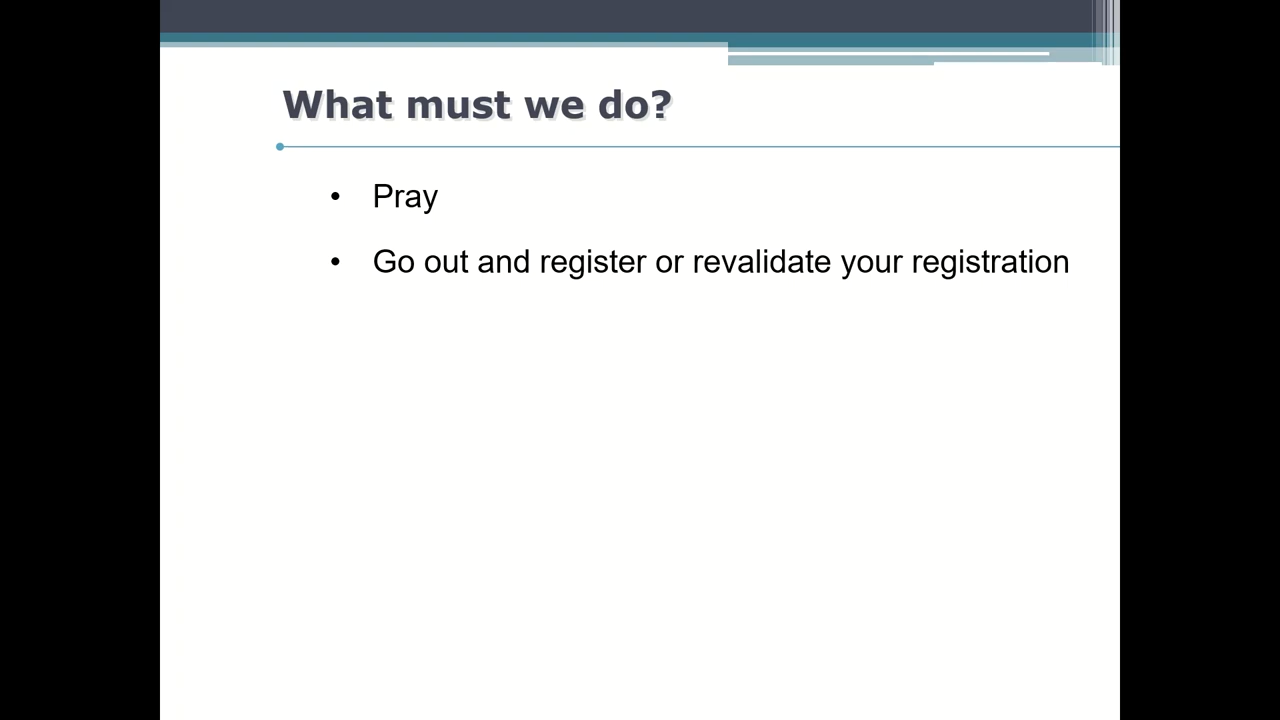 What must we do?
• Pray
• Go out and register or revalidate your registration